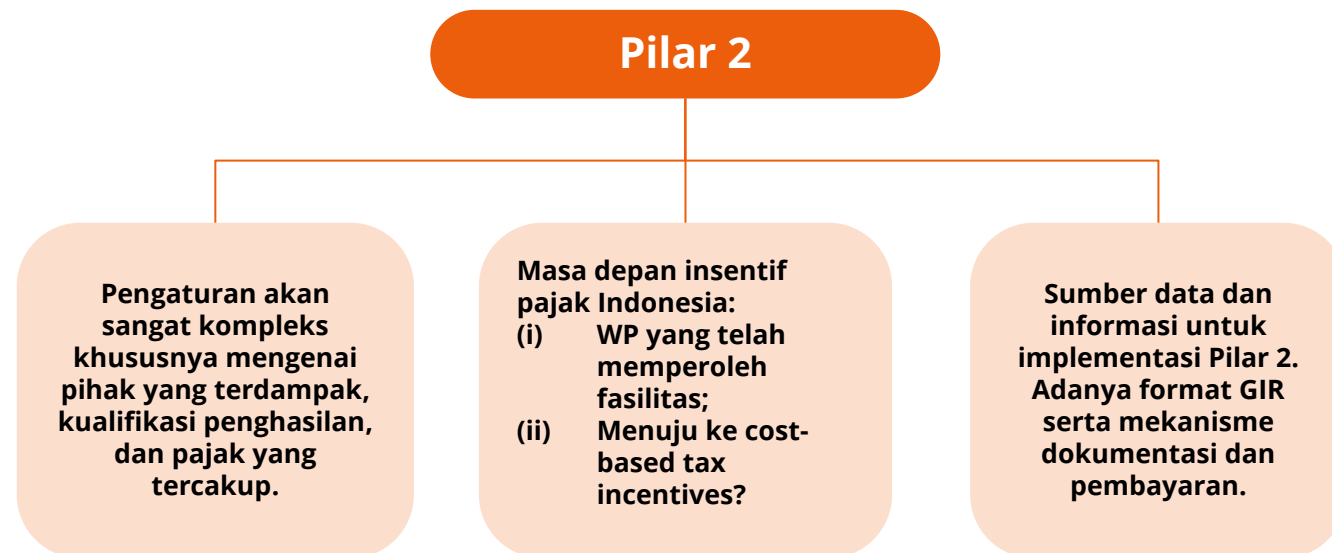 Pilar 2
Pengaturan akan
sangat kompleks
khususnya mengenai
pihak yang terdampak,
kualifikasi penghasilan,
dan pajak yang
tercakup.
Masa depan insentif
pajak Indonesia:
(i) WP yang telah
memperoleh
fasilitas;
(ii) Menuju ke cost-
based tax
incentives?
Sumber data dan
informasi untuk
implementasi Pilar 2.
Adanya format GIR
serta mekanisme
dokumentasi dan
pembayaran.